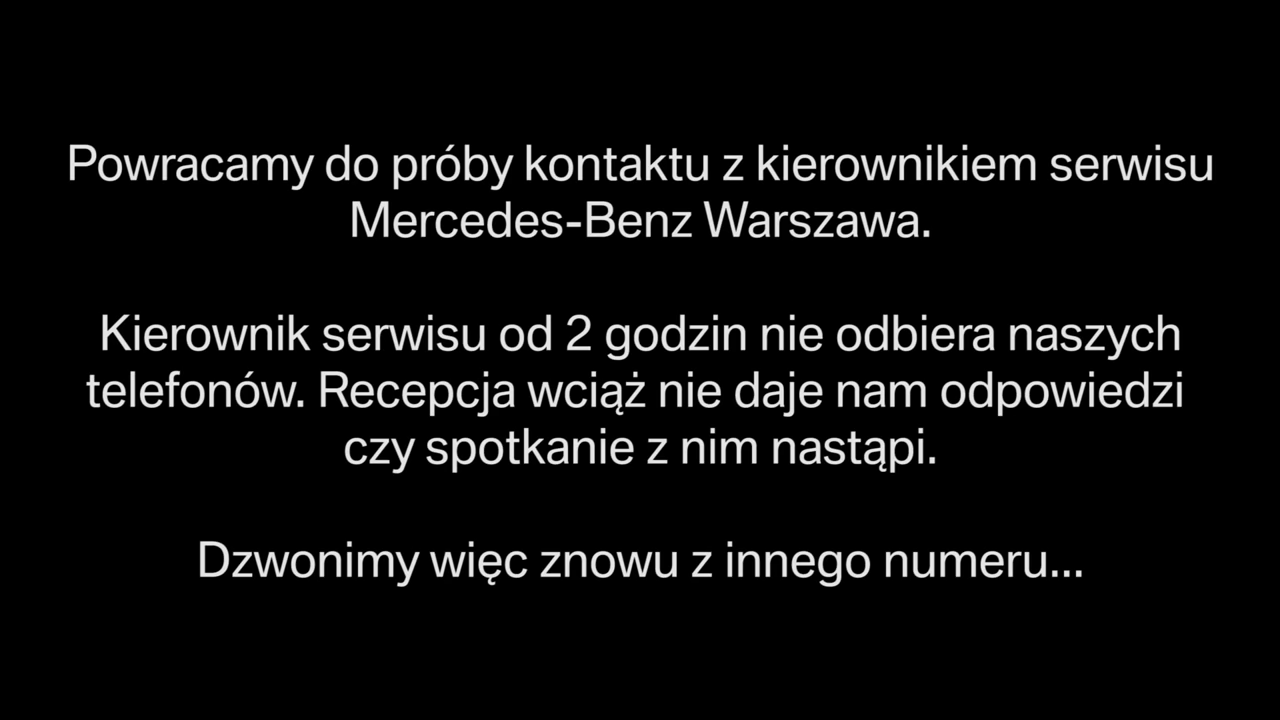 Powracamy do próby kontaktu z kierownikiem serwisu
Mercedes-Benz Warszawa.
Kierownik serwisu od 2 godzin nie odbiera naszych
telefonów. Recepcja wciąż nie daje nam odpowiedzi
czy spotkanie z nim nastąpi.
Dzwonimy więc znowu z innego numeru...